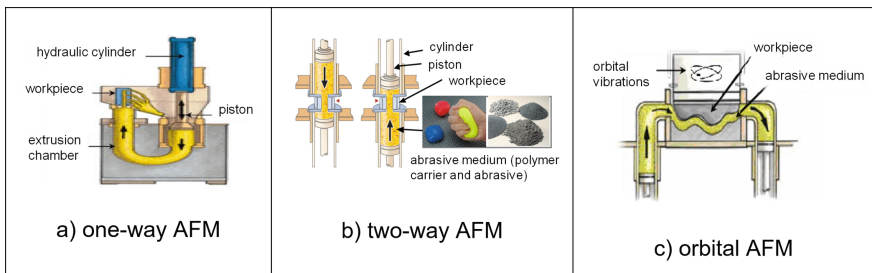 hydraulic cylinder
workpiece
piston
extrusion
chamber
a) one-way AFM
cylinder
piston
workpiece
abrasive medium (polymer
carrier and abrasive)
b) two-way AFM
orbital
vibrations
workpiece
abrasive medium
c) orbital AFM